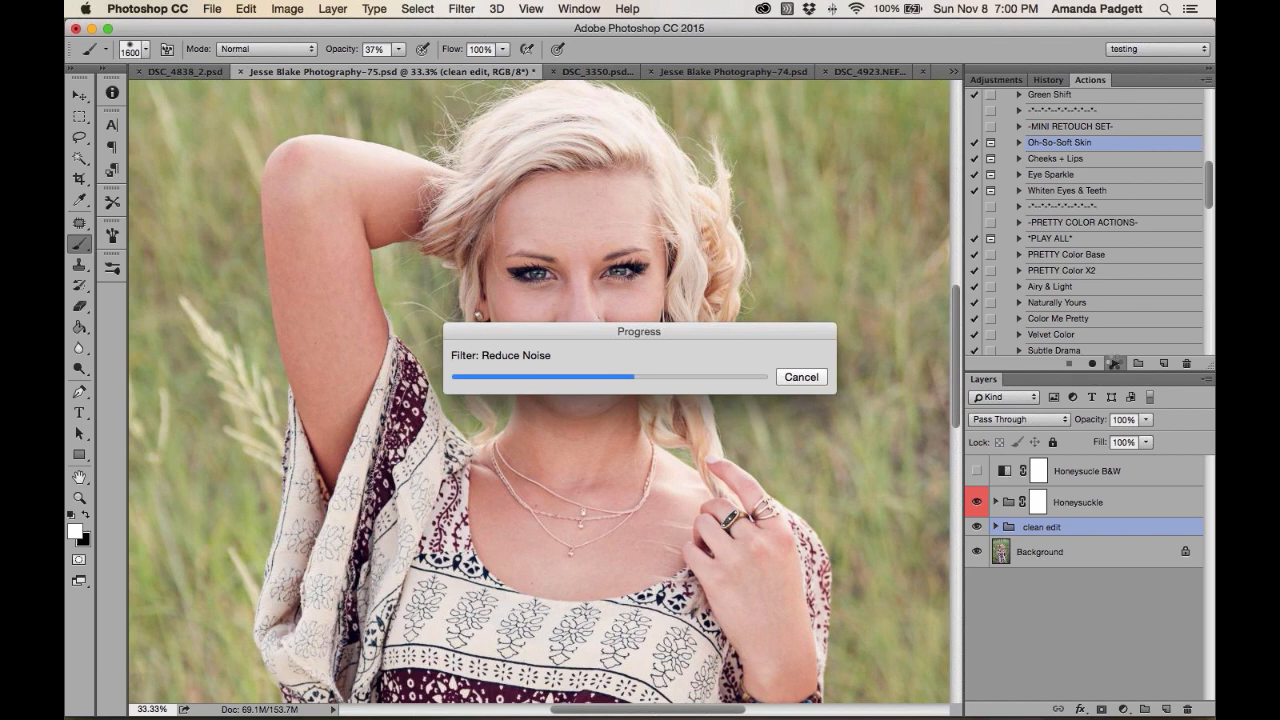 Photoshop CC File Edit Image Layer Type Select Filter 3D View Window Help 100% Sun Nov 8 7:00 PM Amanda Padgett
Adobe Photoshop CC 2015
1600 Mode: Normal Opacity: 37% Flow: 100% testing
× DSC_4838_2.psd × Jesse Blake Photography-75.psd @ 33.3% (clean edit, RGB/8*) * × DSC_3350.psd... × Jesse Blake Photography-74.psd × DSC_4923.NEF... × >>
Adjustments History Actions
Green Shift
-*--*--*--*--*--*--*-
-MINI RETOUCH SET-
Oh-So-Soft Skin
Cheeks + Lips
Eye Sparkle
Whiten Eyes & Teeth
-*--*--*--*--*--*--*-
-PRETTY COLOR ACTIONS-
*PLAY ALL*
PRETTY Color Base
PRETTY Color X2
Airy & Light
Naturally Yours
Color Me Pretty
Velvet Color
Subtle Drama
Progress
Filter: Reduce Noise
Cancel
Layers
Kind
Pass Through Opacity: 100%
Lock: Fill: 100%
Honeysucle B&W
Honeysuckle
clean edit
Background
33.33% Doc: 69.1M/153.7M